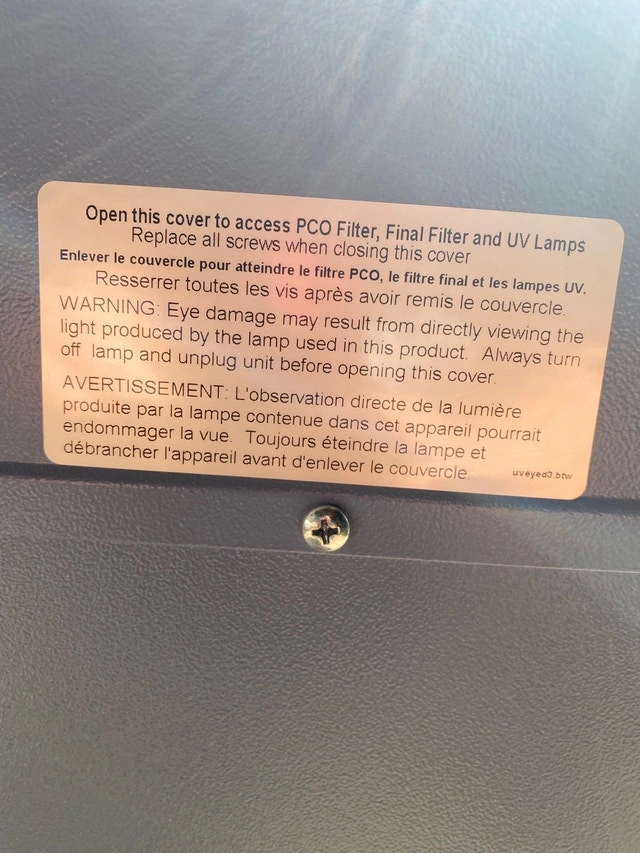 Open this cover to access PCO Filter, Final Filter and UV Lamps
Replace all screws when closing this cover
Enlever le couvercle pour atteindre le filtre PCO, le filtre final et les lampes UV.
Resserrer toutes les vis après avoir remis le couvercle.
WARNING: Eye damage may result from directly viewing the
light produced by the lamp used in this product. Always turn
off lamp and unplug unit before opening this cover.
AVERTISSEMENT: L'observation directe de la lumière
produite par la lampe contenue dans cet appareil pourrait
endommager la vue. Toujours éteindre la lampe et
débrancher l'appareil avant d'enlever le couvercle.
uveyed3.btw